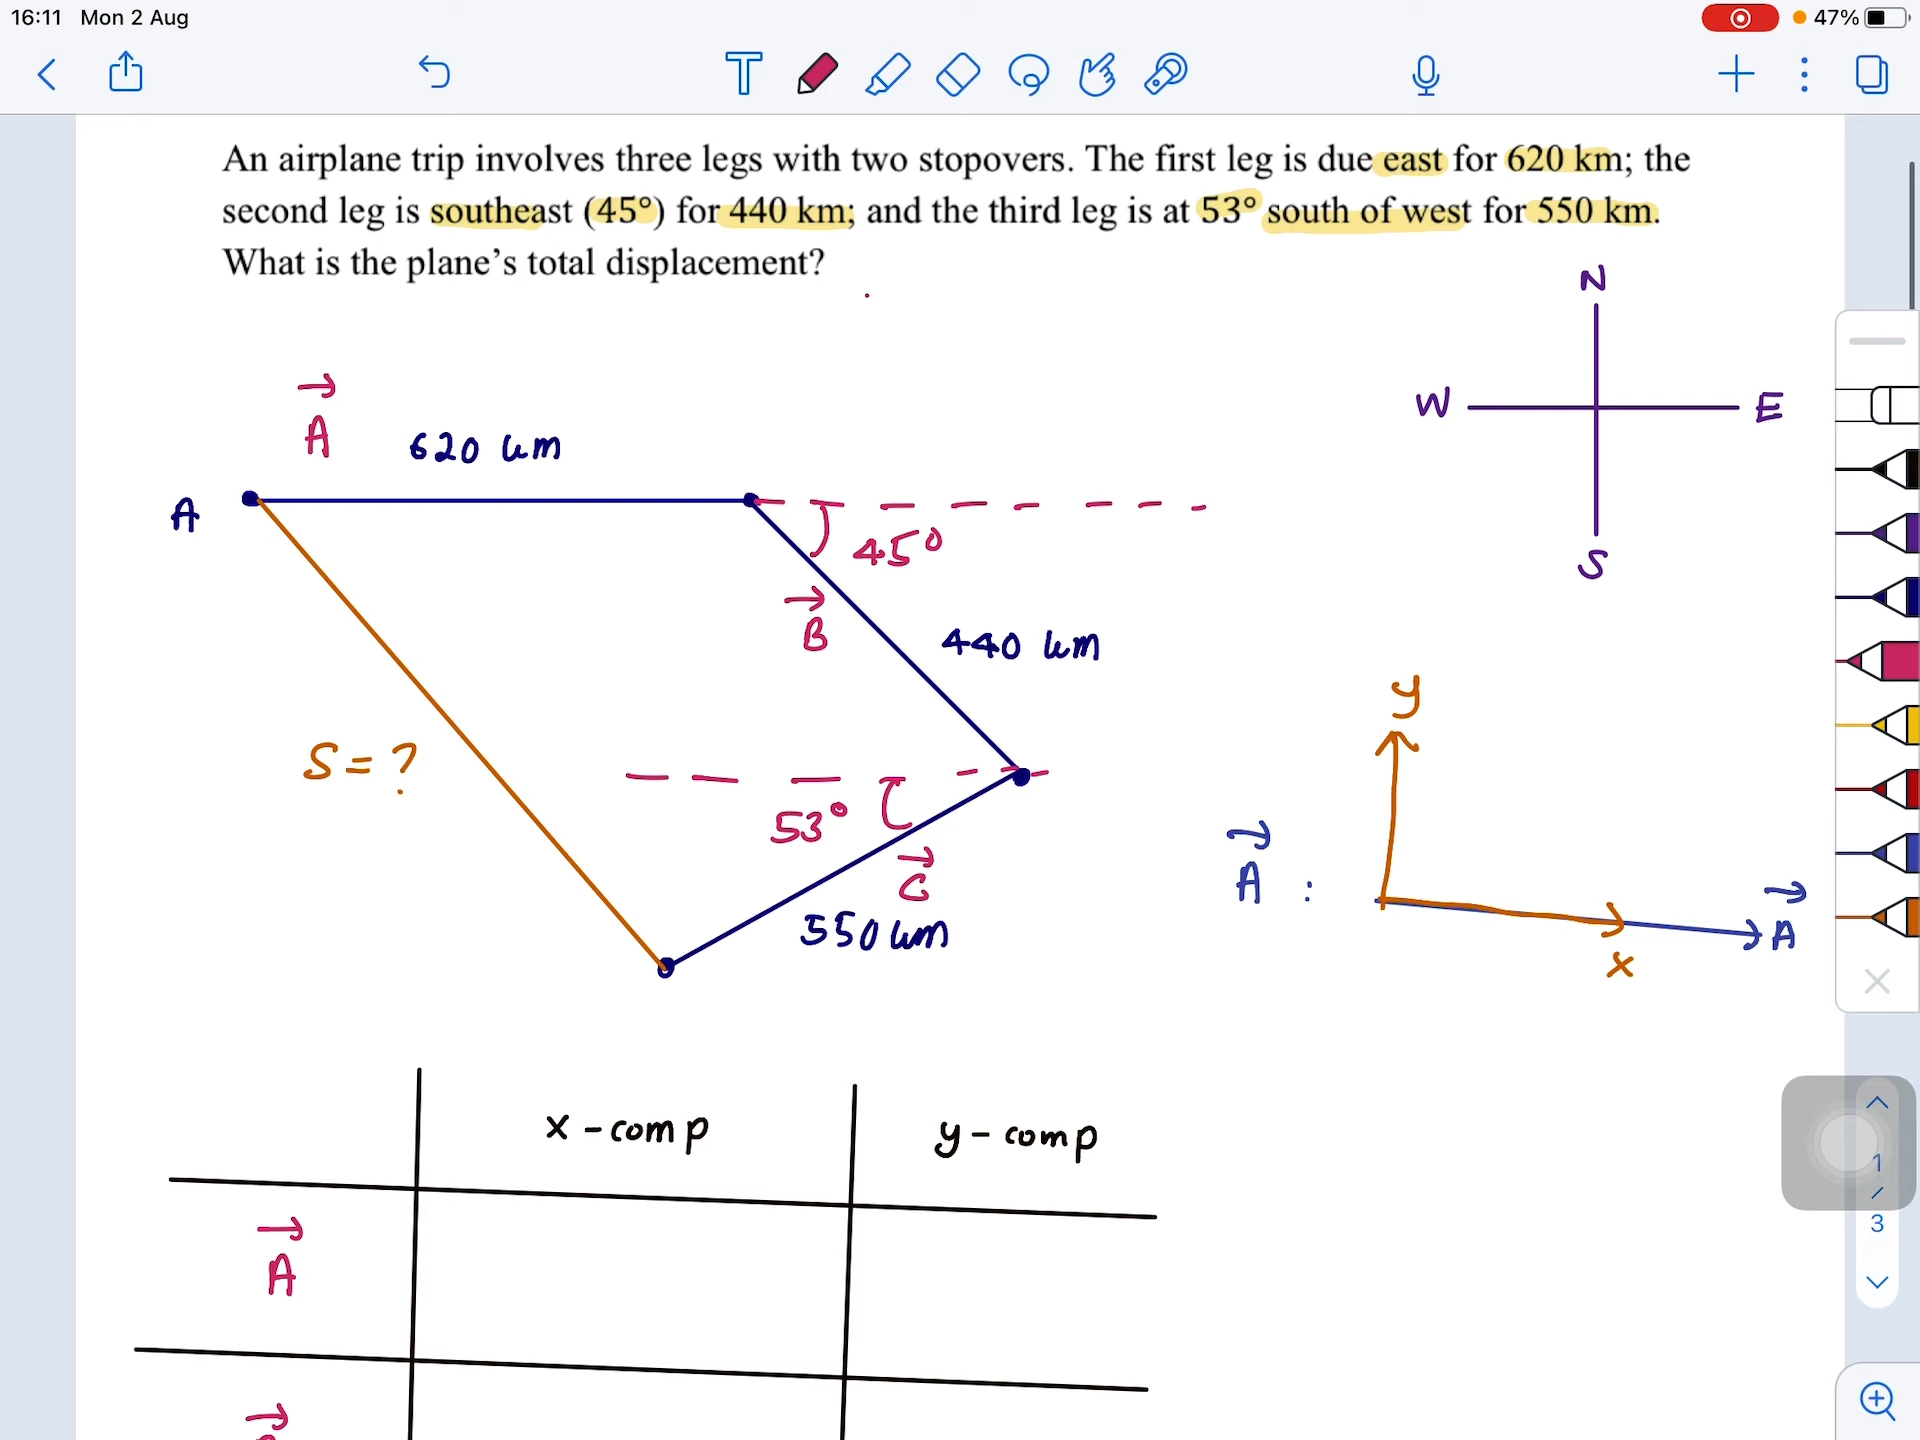 16:11 Mon 2 Aug
47%
T
An airplane trip involves three legs with two stopovers. The first leg is due east for 620 km; the
second leg is southeast (45°) for 440 km; and the third leg is at 53° south of west for 550 km.
What is the plane's total displacement?
N
W E
S
A
620 km
A
45°
B
440 km
S = ?
53°
C
550 km
y
A :
A
x
x - comp
y - comp
A
1
/
3